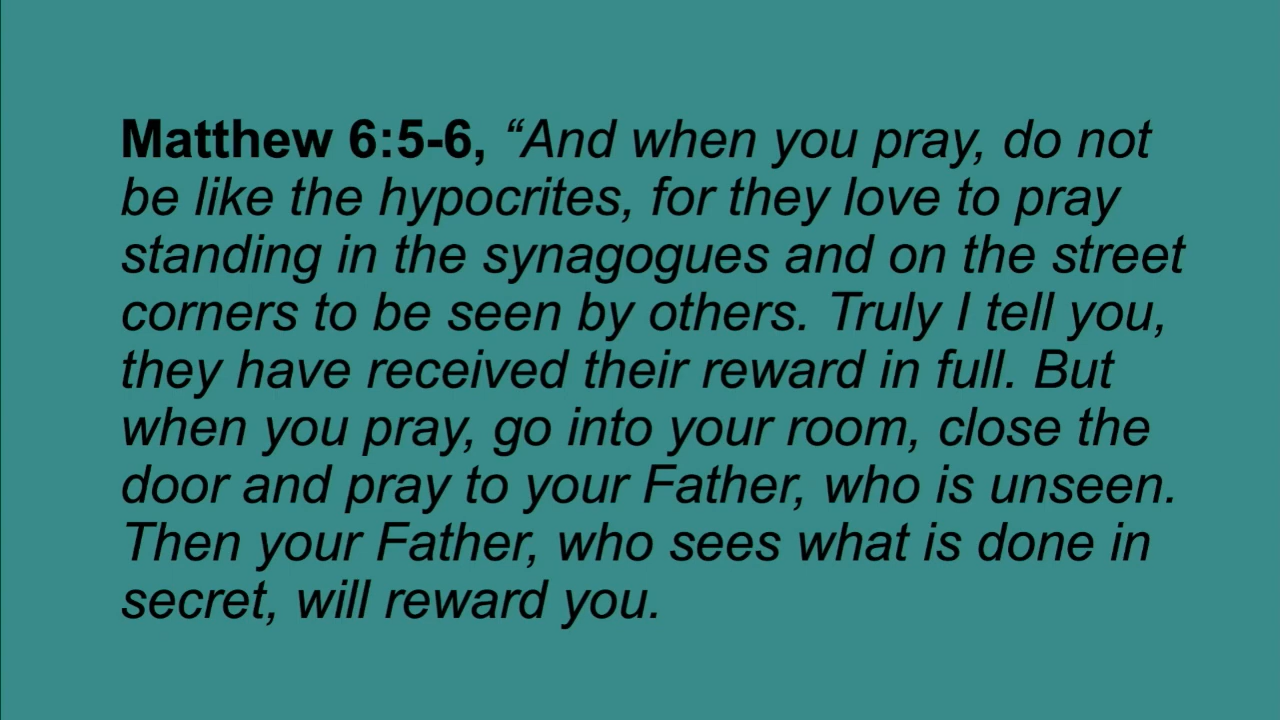 Matthew 6:5-6, “And when you pray, do not
be like the hypocrites, for they love to pray
standing in the synagogues and on the street
corners to be seen by others. Truly I tell you,
they have received their reward in full. But
when you pray, go into your room, close the
door and pray to your Father, who is unseen.
Then your Father, who sees what is done in
secret, will reward you.